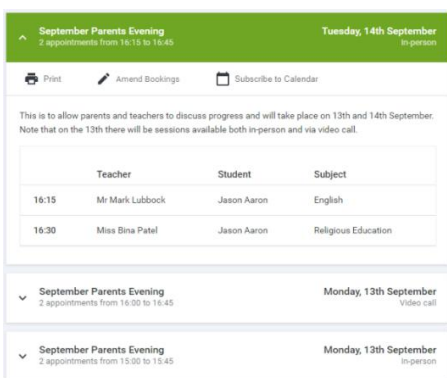 September Parents Evening
Tuesday, 14th September
2 appointments from 16:15 to 16:45
In-person
Print
Amend Bookings
Subscribe to Calendar
This is to allow parents and teachers to discuss progress and will take place on 13th and 14th September.
Note that on the 13th there will be sessions available both in-person and via video call.
Teacher Student Subject
16:15 Mr Mark Lubbock Jason Aaron English
16:30 Miss Bina Patel Jason Aaron Religious Education
September Parents Evening
Monday, 13th September
2 appointments from 16:00 to 16:45
Video call
September Parents Evening
Monday, 13th September
2 appointments from 15:00 to 15:45
In-person